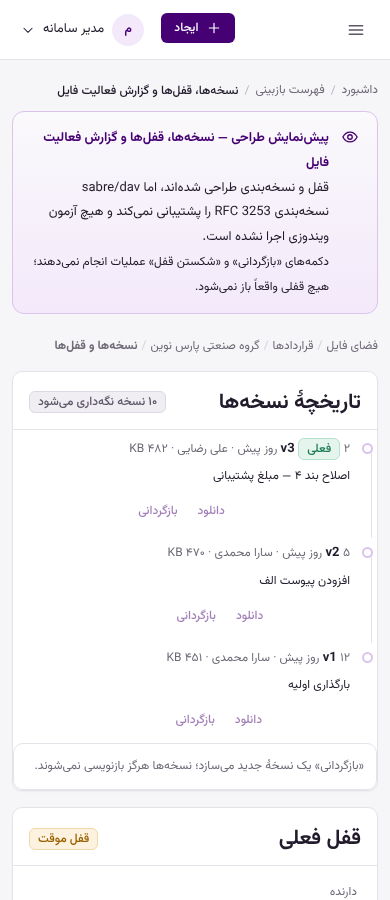 ایجاد
م
مدیر سامانه
داشبورد / فهرست بازبینی / نسخه‌ها، قفل‌ها و گزارش فعالیت فایل
پیش‌نمایش طراحی — نسخه‌ها، قفل‌ها و گزارش فعالیت
فایل
قفل و نسخه‌بندی طراحی شده‌اند، اما sabre/dav
نسخه‌بندی RFC 3253 را پشتیبانی نمی‌کند و هیچ آزمون
ویندوزی اجرا نشده است.
دکمه‌های «بازگردانی» و «شکستن قفل» عملیات انجام نمی‌دهند؛
هیچ قفلی واقعاً باز نمی‌شود.
فضای فایل / قراردادها / گروه صنعتی پارس نوین / نسخه‌ها و قفل‌ها
تاریخچهٔ نسخه‌ها
۱۰ نسخه نگه‌داری می‌شود
۲ فعلی v3 روز پیش · علی رضایی · ۴۸۲ KB
اصلاح بند ۴ — مبلغ پشتیبانی
دانلود بازگردانی
۵ v2 روز پیش · سارا محمدی · ۴۷۰ KB
افزودن پیوست الف
دانلود بازگردانی
۱۲ v1 روز پیش · سارا محمدی · ۴۵۱ KB
بارگذاری اولیه
دانلود بازگردانی
«بازگردانی» یک نسخهٔ جدید می‌سازد؛ نسخه‌ها هرگز بازنویسی نمی‌شوند.
قفل فعلی
قفل موقت
دارنده